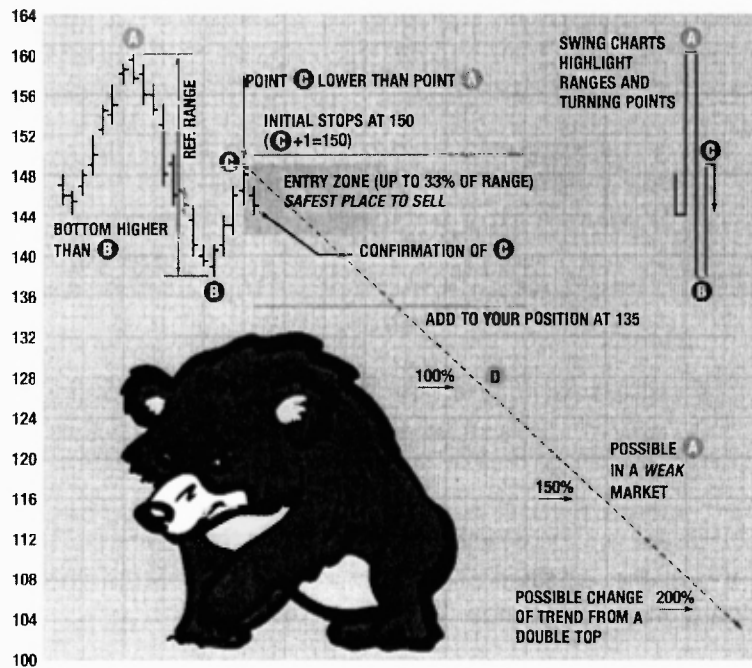 164
160
156
152
148
144
140
136
132
128
124
120
116
112
108
104
100
A
REF. RANGE
POINT C LOWER THAN POINT A
INITIAL STOPS AT 150
(C+1=150)
C
ENTRY ZONE (UP TO 33% OF RANGE)
SAFEST PLACE TO SELL
BOTTOM HIGHER
THAN B
B
CONFIRMATION OF C
SWING CHARTS
HIGHLIGHT
RANGES AND
TURNING POINTS
A
C
B
ADD TO YOUR POSITION AT 135
100%
D
150%
POSSIBLE A
IN A WEAK
MARKET
POSSIBLE CHANGE
OF TREND FROM A
DOUBLE TOP
200%